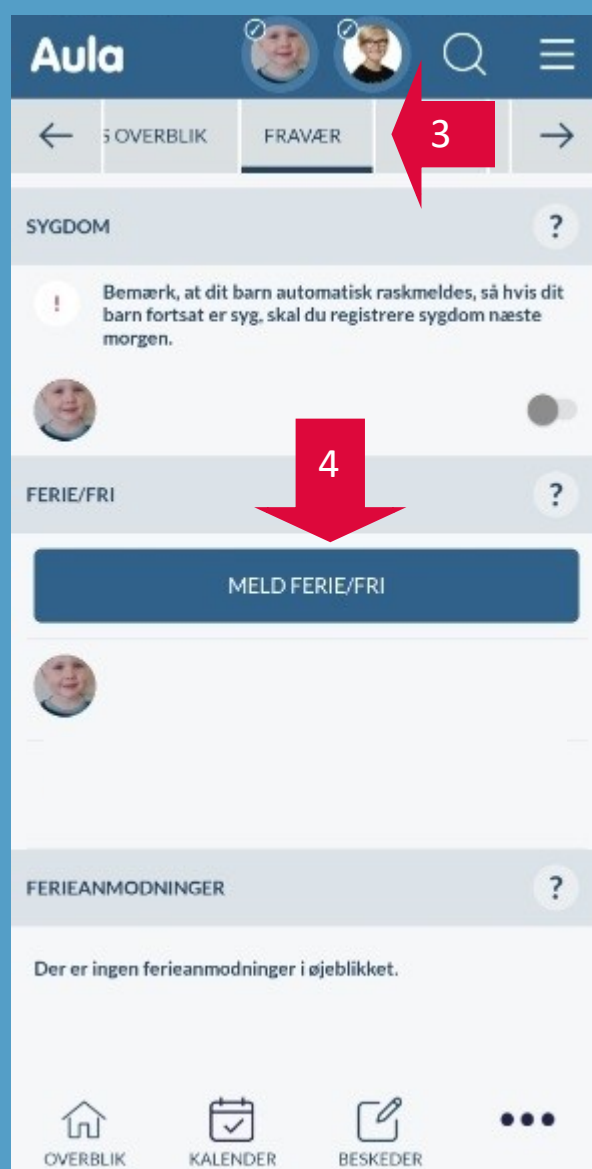 Aula
S OVERBLIK FRAVÆR 3
SYGDOM ?
! Bemærk, at dit barn automatisk raskmeldes, så hvis dit
barn fortsat er syg, skal du registrere sygdom næste
morgen.
4
FERIE/FRI ?
MELD FERIE/FRI
FERIEANMODNINGER ?
Der er ingen ferieanmodninger i øjeblikket.
OVERBLIK KALENDER BESKEDER